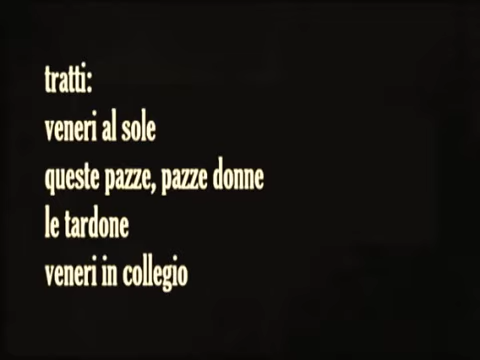 tratti:
veneri al sole
queste pazze, pazze donne
le tardone
veneri in collegio